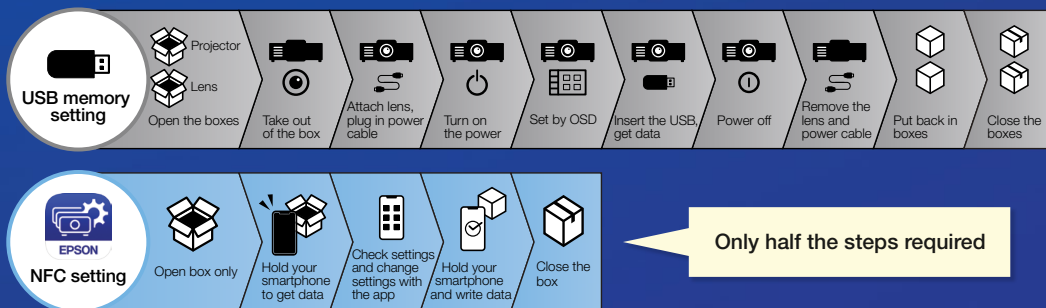 Projector
Lens
USB memory
setting
Open the boxes
Take out
of the box
Attach lens,
plug in power
cable
Turn on
the power
Set by OSD
Insert the USB,
get data
Power off
Remove the
lens and
power cable
Put back in
boxes
Close the
boxes
EPSON
NFC setting
Open box only
Hold your
smartphone
to get data
Check settings
and change
settings with
the app
Hold your
smartphone
and write data
Close the
box
Only half the steps required